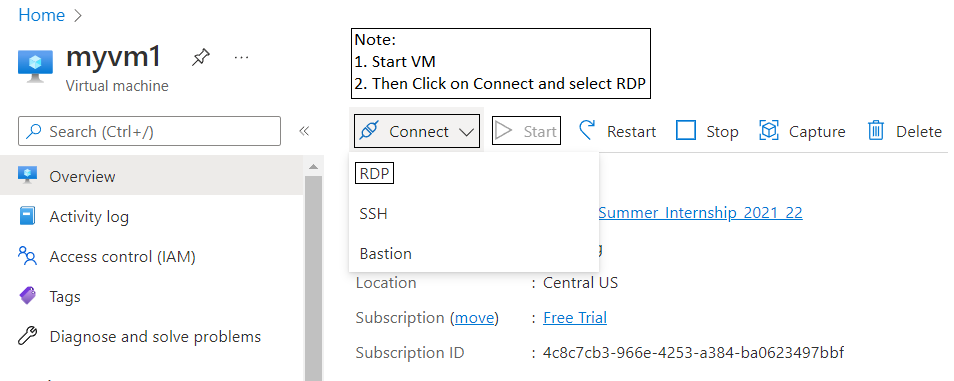 Home
myvm1
Virtual machine
Note:
1. Start VM
2. Then Click on Connect and select RDP
Search (Ctrl+/)
Connect Start Restart Stop Capture Delete
RDP
SSH
Bastion
Overview
Activity log
Access control (IAM)
Tags
Diagnose and solve problems
Summer_Internship_2021_22
Location : Central US
Subscription (move) : Free Trial
Subscription ID : 4c8c7cb3-966e-4253-a384-ba0623497bbf